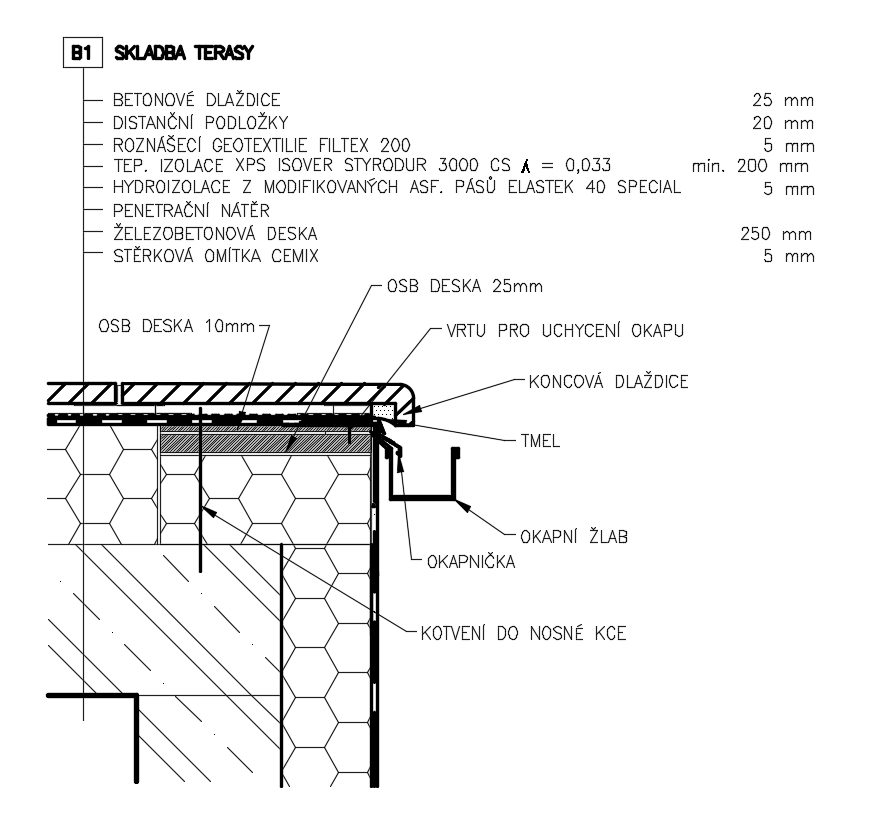 B1 SKLADBA TERASY
BETONOVÉ DLAŽDICE 25 mm
DISTANČNÍ PODLOŽKY 20 mm
ROZNÁŠECÍ GEOTEXTILIE FILTEX 200 5 mm
TEP. IZOLACE XPS ISOVER STYRODUR 3000 CS λ = 0,033 min. 200 mm
HYDROIZOLACE Z MODIFIKOVANÝCH ASF. PÁSŮ ELASTEK 40 SPECIAL 5 mm
PENETRAČNÍ NÁTĚR
ŽELEZOBETONOVÁ DESKA 250 mm
STĚRKOVÁ OMÍTKA CEMIX 5 mm
OSB DESKA 25mm
OSB DESKA 10mm
VRTU PRO UCHYCENÍ OKAPU
KONCOVÁ DLAŽDICE
TMEL
OKAPNÍ ŽLAB
OKAPNIČKA
KOTVENÍ DO NOSNÉ KCE